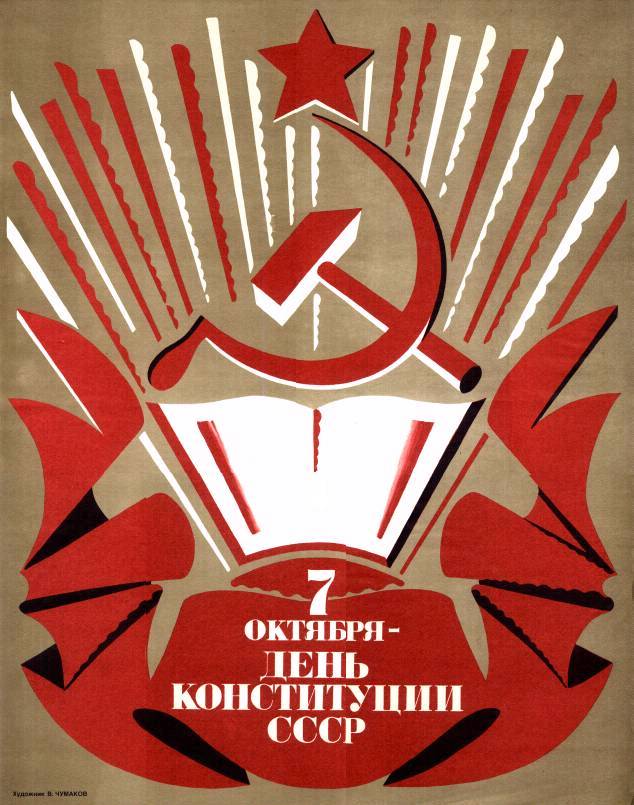 7
ОКТЯБРЯ-
ДЕНЬ
КОНСТИТУЦИИ
СССР
Художник В. ЧУМАКОВ